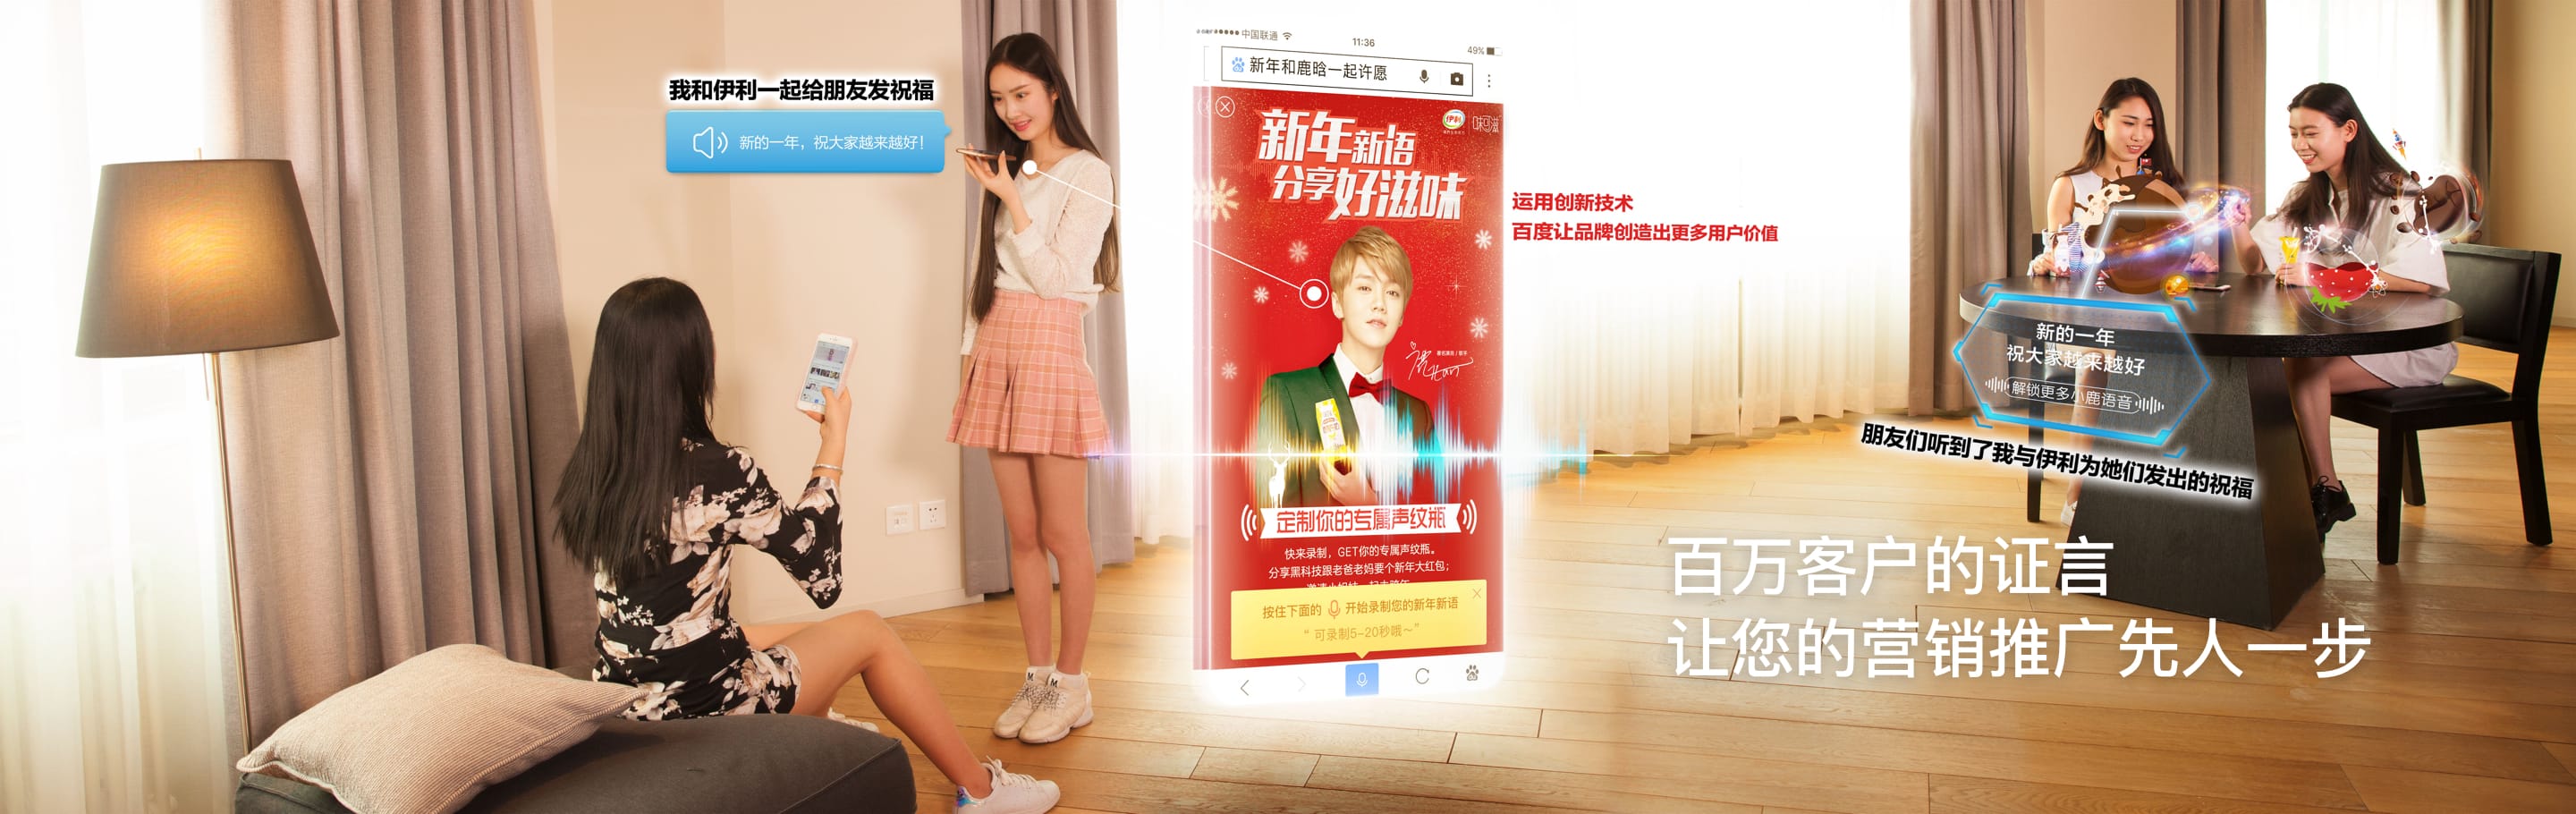 我和伊利一起给朋友发祝福
新的一年，祝大家越来越好！
中国联通
11:36
49%
新年和鹿晗一起许愿
伊利
味可滋
新年新语
分享好滋味
运用创新技术
百度让品牌创造出更多用户价值
定制你的专属声纹瓶
快来录制，GET你的专属声纹瓶。
分享黑科技跟老爸老妈要个新年大红包；
按住下面的 开始录制您的新年新语
“ 可录制5-20秒哦～”
新的一年
祝大家越来越好
解锁更多小鹿语音
朋友们听到了我与伊利为她们发出的祝福
百万客户的证言
让您的营销推广先人一步